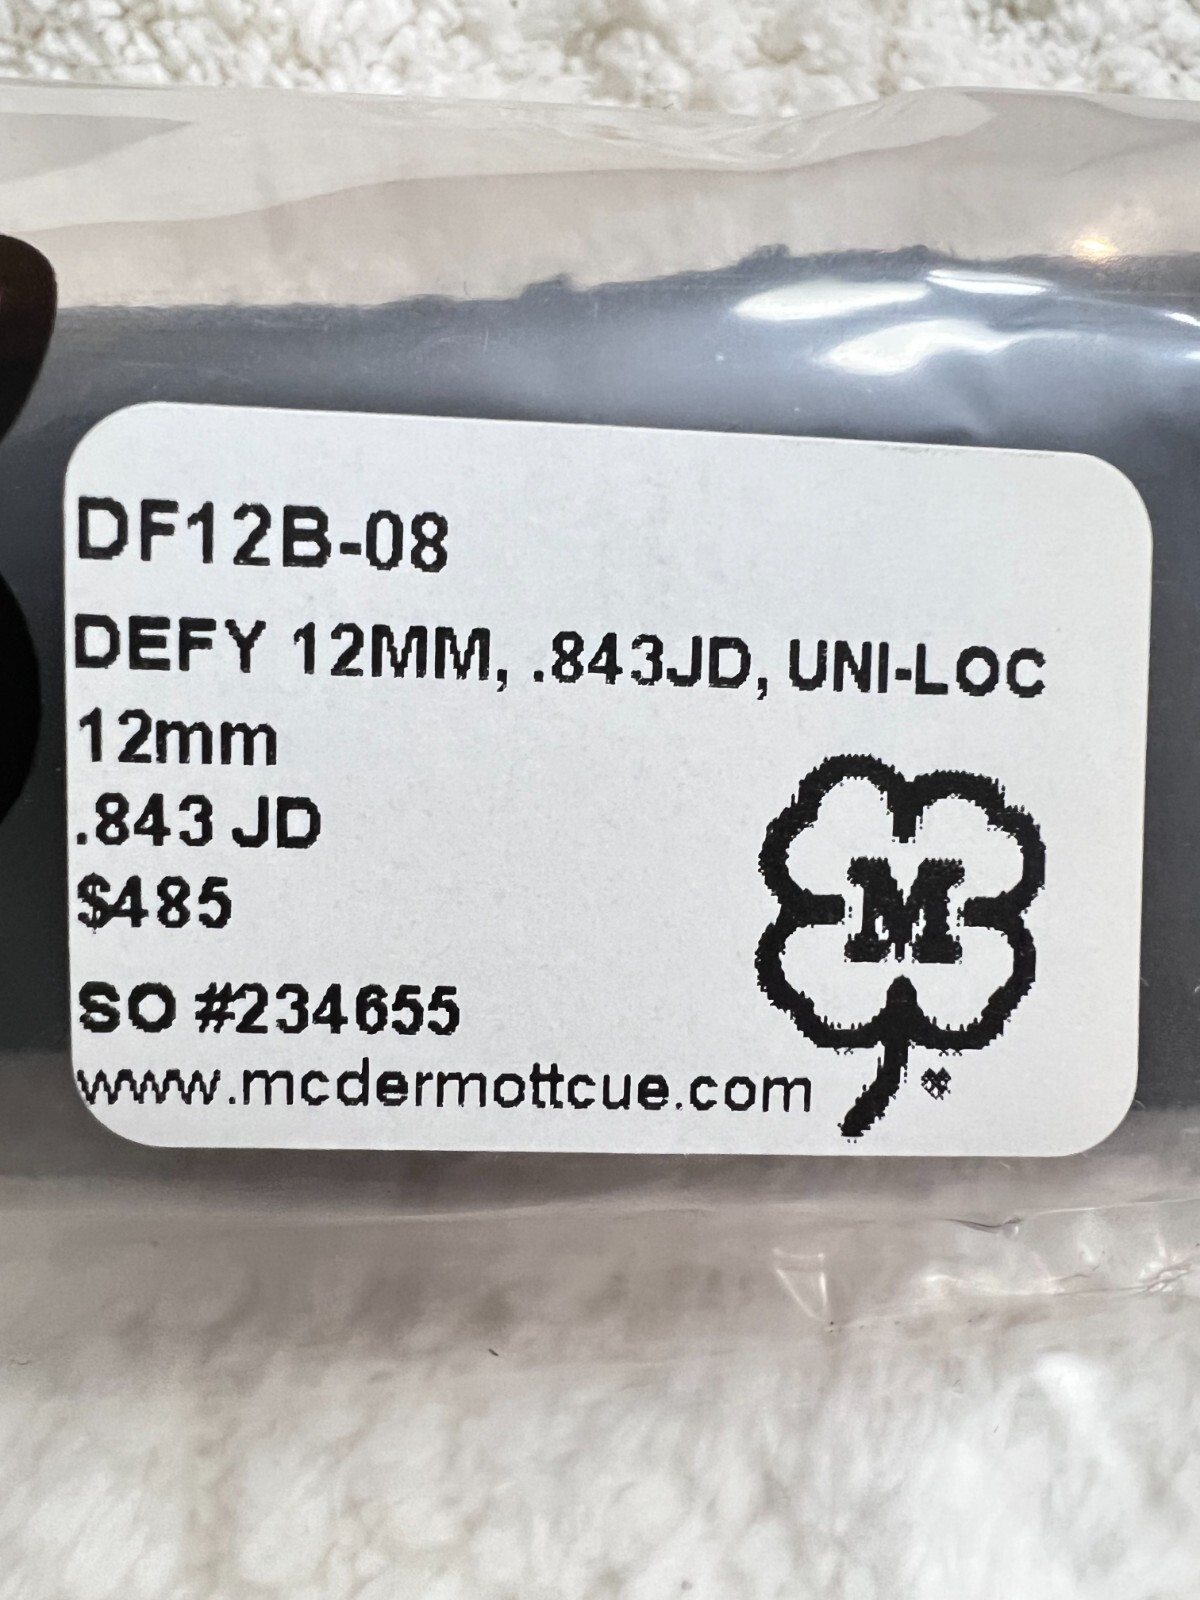 DF12B-08
DEFY 12MM, .843JD, UNI-LOC
12mm
.843 JD
$485
SO #234655
www.mcdermottcue.com
M